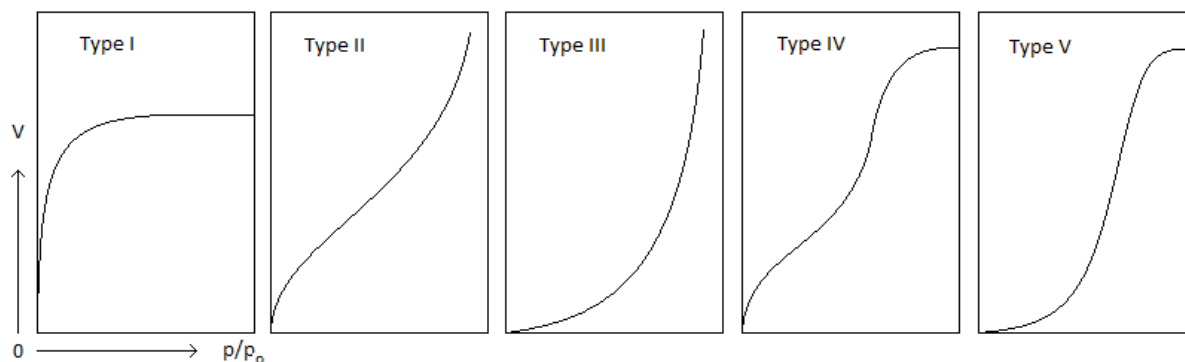 Type I
Type II
Type III
Type IV
Type V
V
0
p/p₀